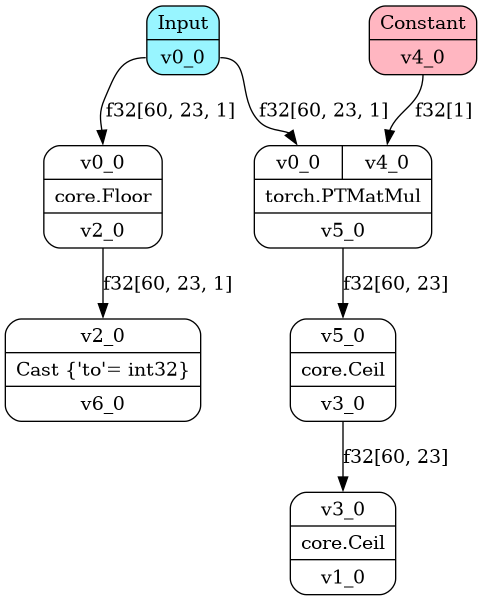 Input
v0_0
Constant
v4_0
f32[60, 23, 1]
f32[60, 23, 1]
f32[1]
v0_0
core.Floor
v2_0
v0_0 v4_0
torch.PTMatMul
v5_0
f32[60, 23, 1]
f32[60, 23]
v2_0
Cast {'to'= int32}
v6_0
v5_0
core.Ceil
v3_0
f32[60, 23]
v3_0
core.Ceil
v1_0